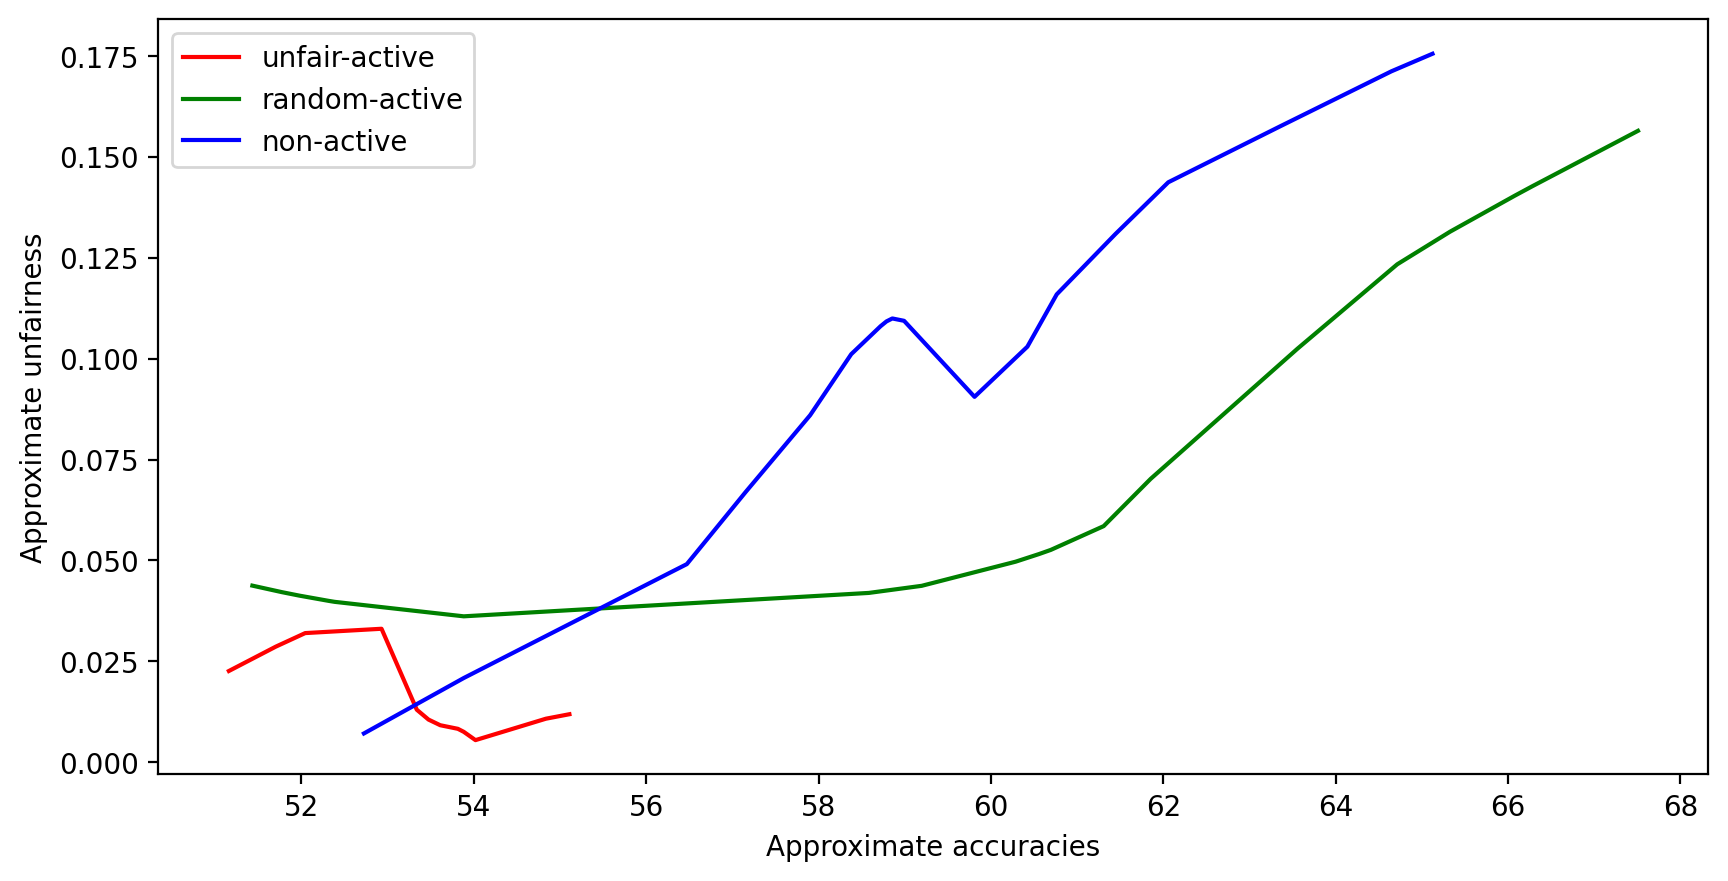 unfair-active
random-active
non-active
Approximate unfairness
0.175
0.150
0.125
0.100
0.075
0.050
0.025
0.000
52 54 56 58 60 62 64 66 68
Approximate accuracies